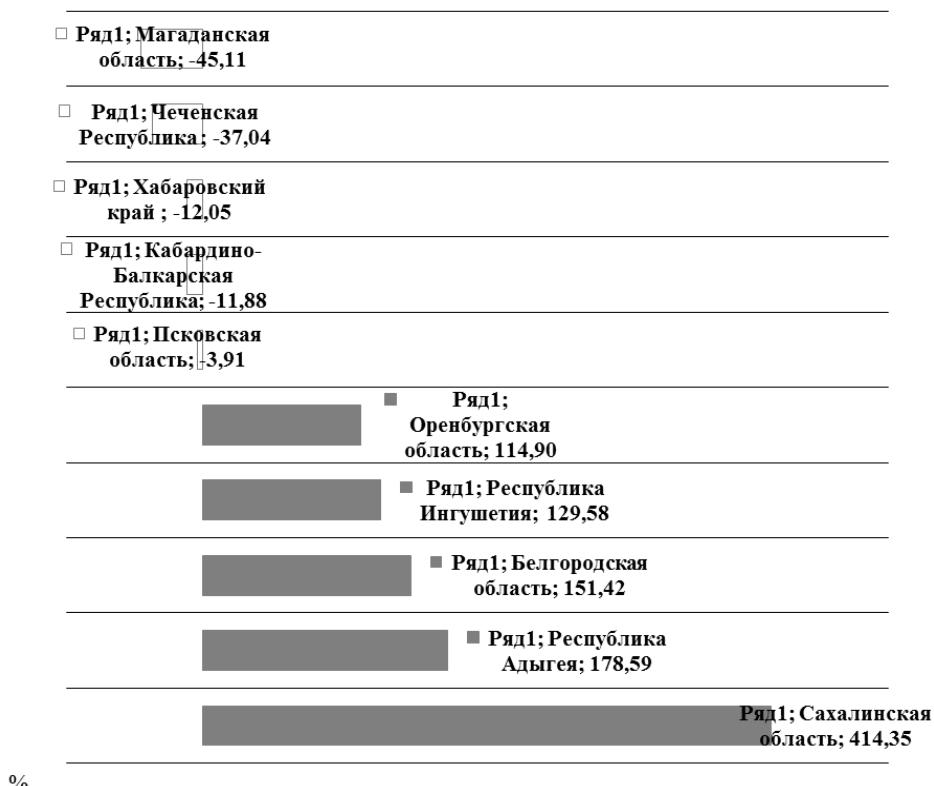 Ряд1; Магаданская
область; -45,11
Ряд1; Чеченская
Республика ; -37,04
Ряд1; Хабаровский
край ; -12,05
Ряд1; Кабардино-
Балкарская
Республика; -11,88
Ряд1; Псковская
область; -3,91
Ряд1;
Оренбургская
область; 114,90
Ряд1; Республика
Ингушетия; 129,58
Ряд1; Белгородская
область; 151,42
Ряд1; Республика
Адыгея; 178,59
Ряд1; Сахалинская
область; 414,35
%